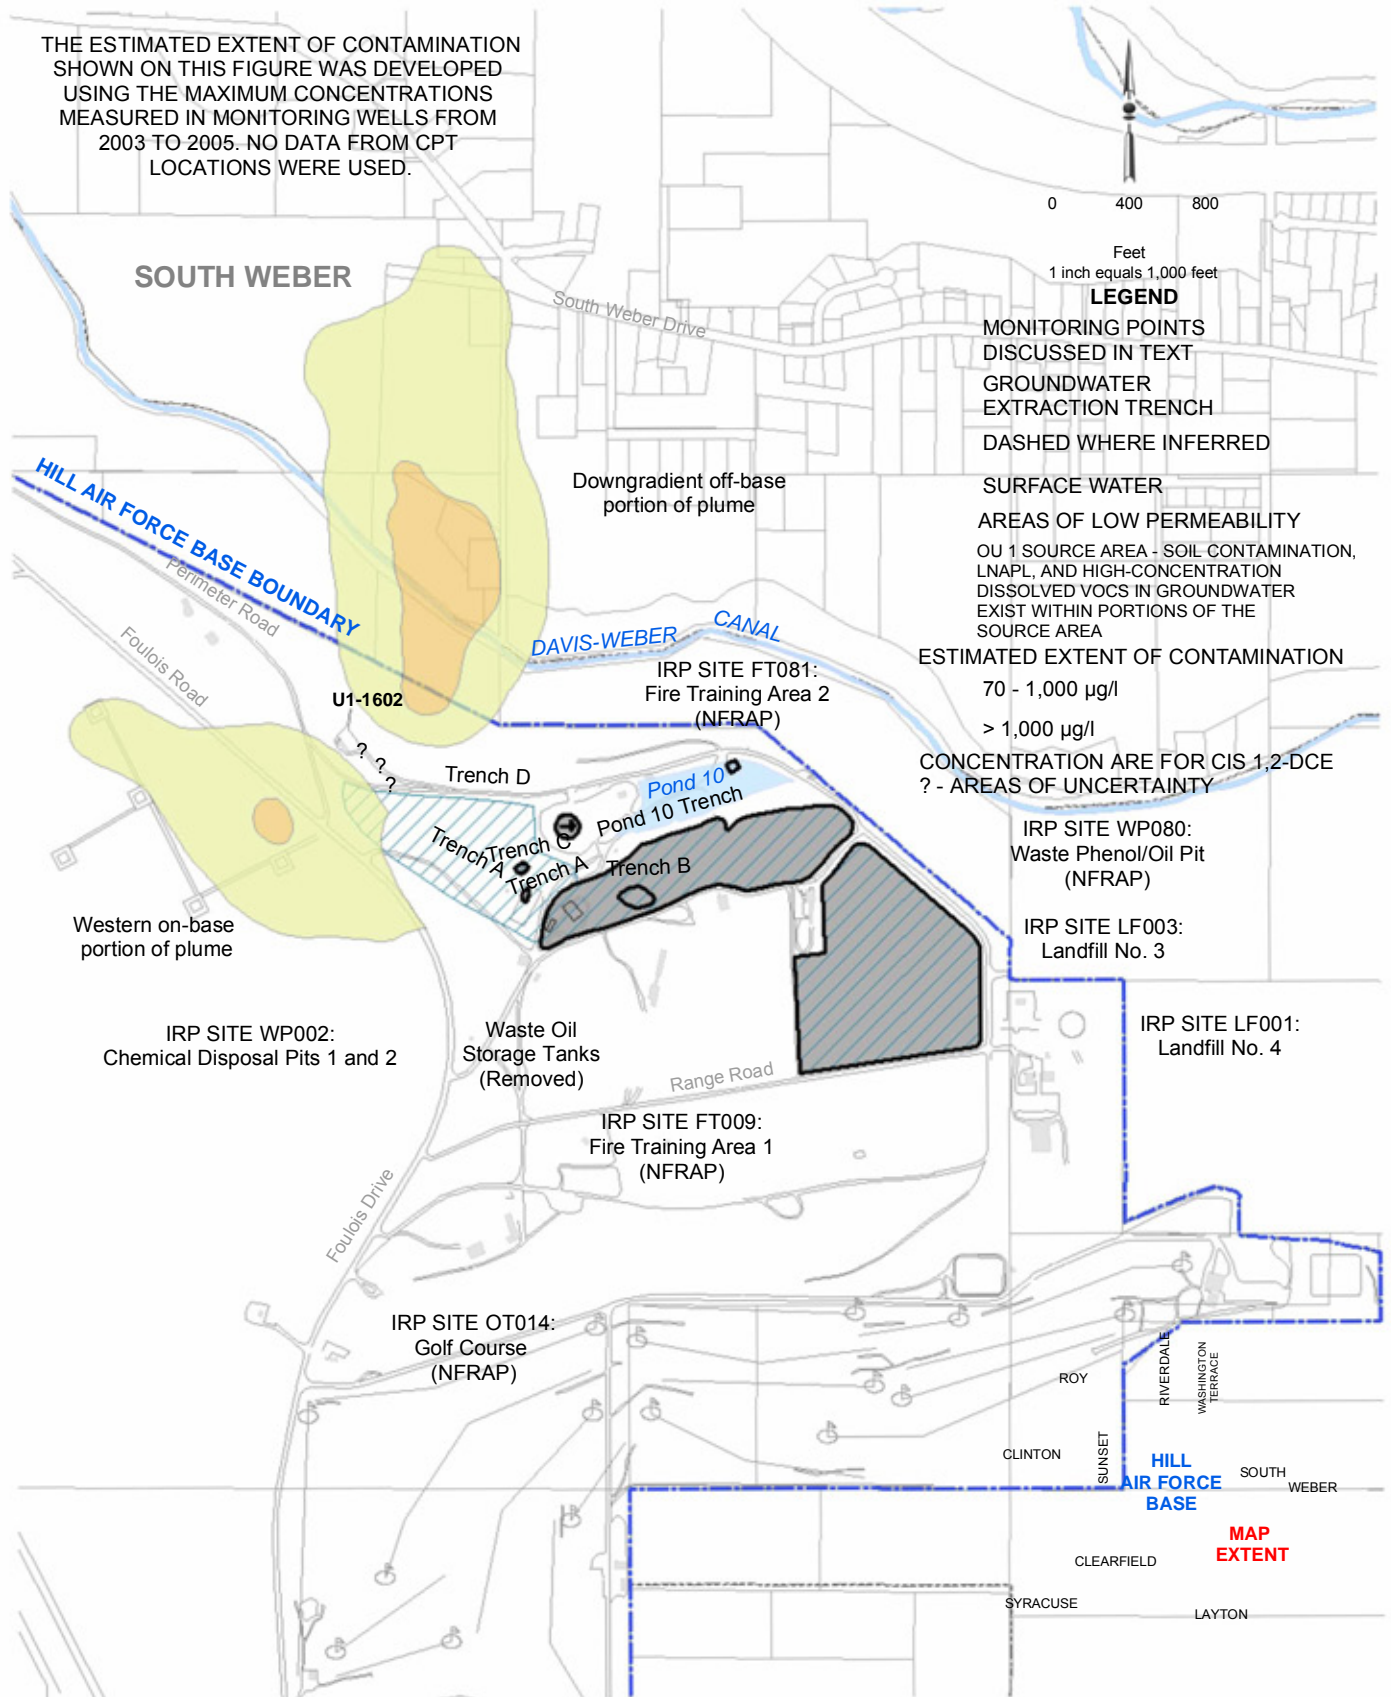 THE ESTIMATED EXTENT OF CONTAMINATION
SHOWN ON THIS FIGURE WAS DEVELOPED
USING THE MAXIMUM CONCENTRATIONS
MEASURED IN MONITORING WELLS FROM
2003 TO 2005. NO DATA FROM CPT
LOCATIONS WERE USED.
0 400 800
Feet
1 inch equals 1,000 feet
LEGEND
MONITORING POINTS
DISCUSSED IN TEXT
GROUNDWATER
EXTRACTION TRENCH
DASHED WHERE INFERRED
SURFACE WATER
AREAS OF LOW PERMEABILITY
OU 1 SOURCE AREA - SOIL CONTAMINATION,
LNAPL, AND HIGH-CONCENTRATION
DISSOLVED VOCS IN GROUNDWATER
EXIST WITHIN PORTIONS OF THE
SOURCE AREA
ESTIMATED EXTENT OF CONTAMINATION
70 - 1,000 µg/l
> 1,000 µg/l
CONCENTRATION ARE FOR CIS 1,2-DCE
? - AREAS OF UNCERTAINTY
SOUTH WEBER
South Weber Drive
Downgradient off-base
portion of plume
HILL AIR FORCE BASE BOUNDARY
Perimeter Road
Foulois Road
DAVIS-WEBER CANAL
IRP SITE FT081:
Fire Training Area 2
(NFRAP)
U1-1602
?
?
?
Trench D
Pond 10
Pond 10 Trench
Trench C
Trench A
Trench A
Trench B
IRP SITE WP080:
Waste Phenol/Oil Pit
(NFRAP)
Western on-base
portion of plume
IRP SITE LF003:
Landfill No. 3
IRP SITE WP002:
Chemical Disposal Pits 1 and 2
Waste Oil
Storage Tanks
(Removed)
IRP SITE LF001:
Landfill No. 4
Range Road
IRP SITE FT009:
Fire Training Area 1
(NFRAP)
Foulois Drive
IRP SITE OT014:
Golf Course
(NFRAP)
ROY
RIVERDALE
WASHINGTON
TERRACE
CLINTON
SUNSET
HILL
AIR FORCE
BASE
SOUTH
WEBER
MAP
EXTENT
CLEARFIELD
SYRACUSE
LAYTON